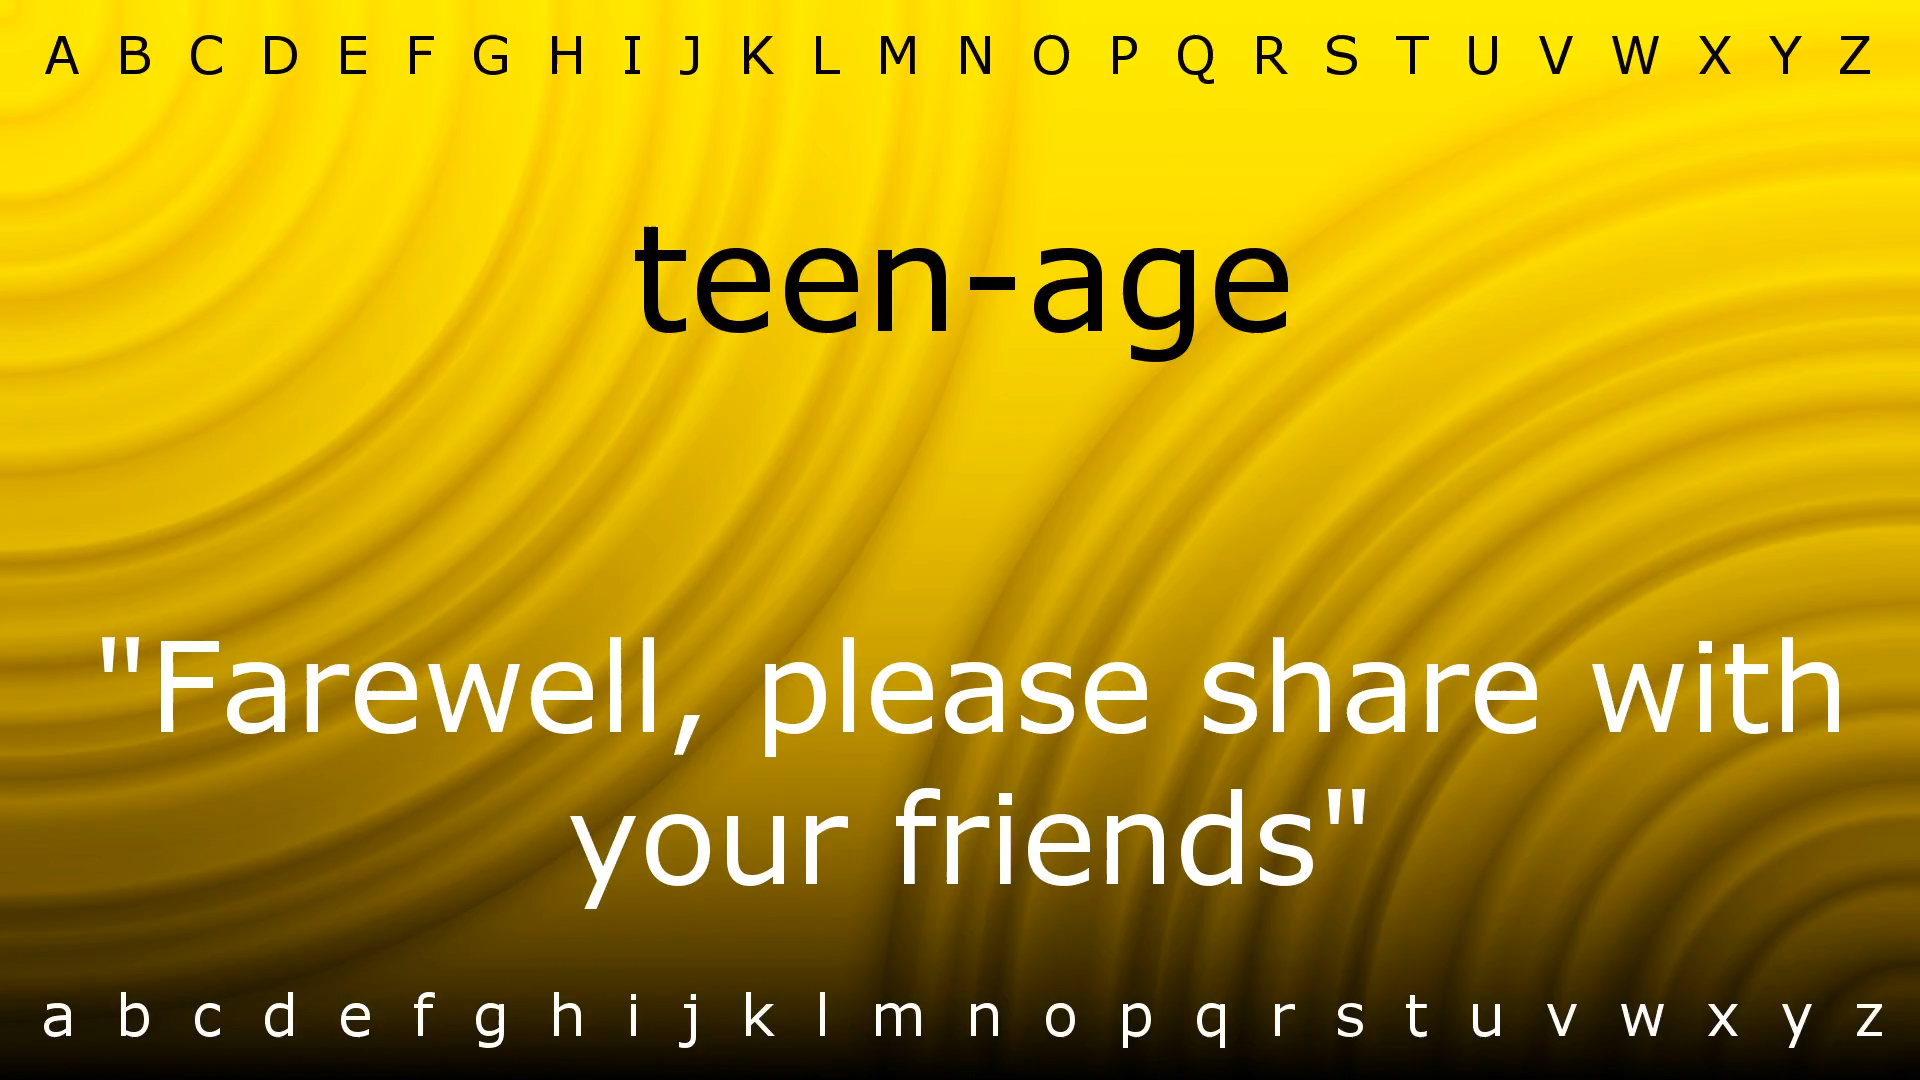 A B C D E F G H I J K L M N O P Q R S T U V W X Y Z
teen-age
"Farewell, please share with
your friends"
a b c d e f g h i j k l m n o p q r s t u v w x y z